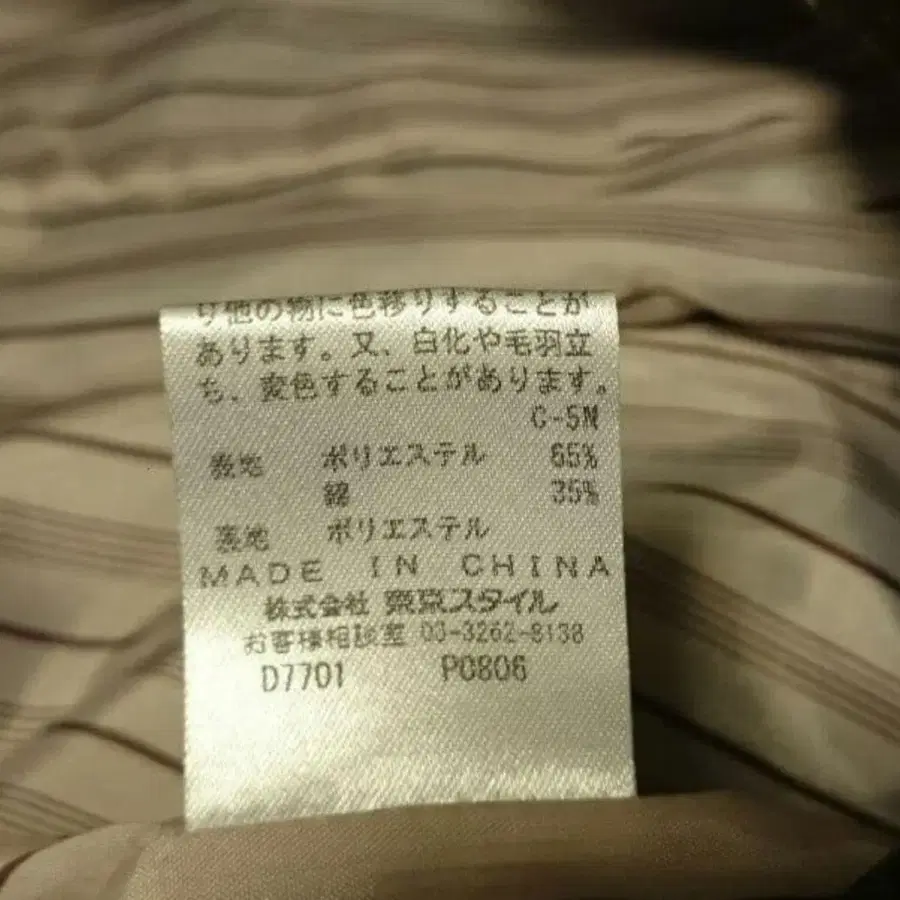 り他の物に色移りすることが
あります。又、白化や毛羽立
ち、変色することがあります。
C-5N
表地 ポリエステル 65%
綿 35%
裏地 ポリエステル
MADE IN CHINA
株式会社 東京スタイル
お客様相談室 03-3262-8138
D7701 P0806